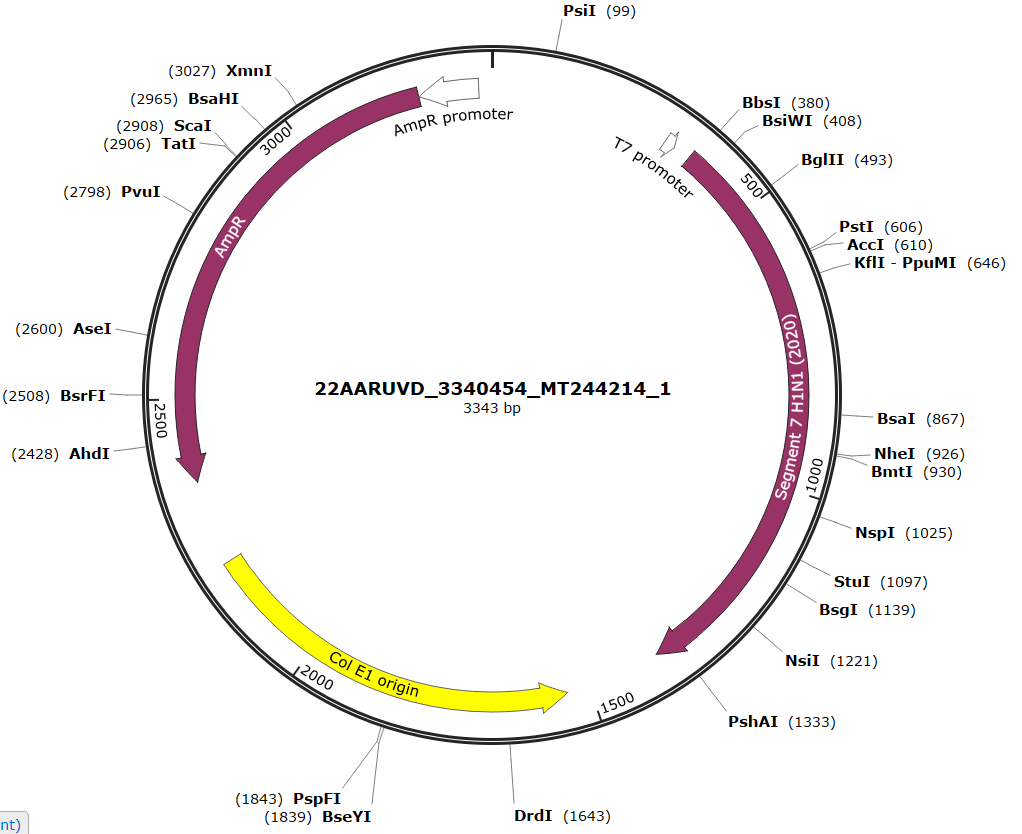 PsiI (99)
(3027) XmnI
(2965) BsaHI
BbsI (380)
AmpR promoter
BsiWI (408)
(2908) ScaI
(2906) TatI
3000
T7 promoter
BglII (493)
500
(2798) PvuI
AmpR
PstI (606)
AccI (610)
KflI - PpuMI (646)
(2600) AseI
Segment 7 H1N1 (2020)
22AARUVD_3340454_MT244214_1
3343 bp
(2508) BsrFI
2500
BsaI (867)
(2428) AhdI
NheI (926)
BmtI (930)
1000
NspI (1025)
StuI (1097)
BsgI (1139)
NsiI (1221)
Col E1 origin
2000
1500
PshAI (1333)
(1843) PspFI
(1839) BseYI
DrdI (1643)
nt)